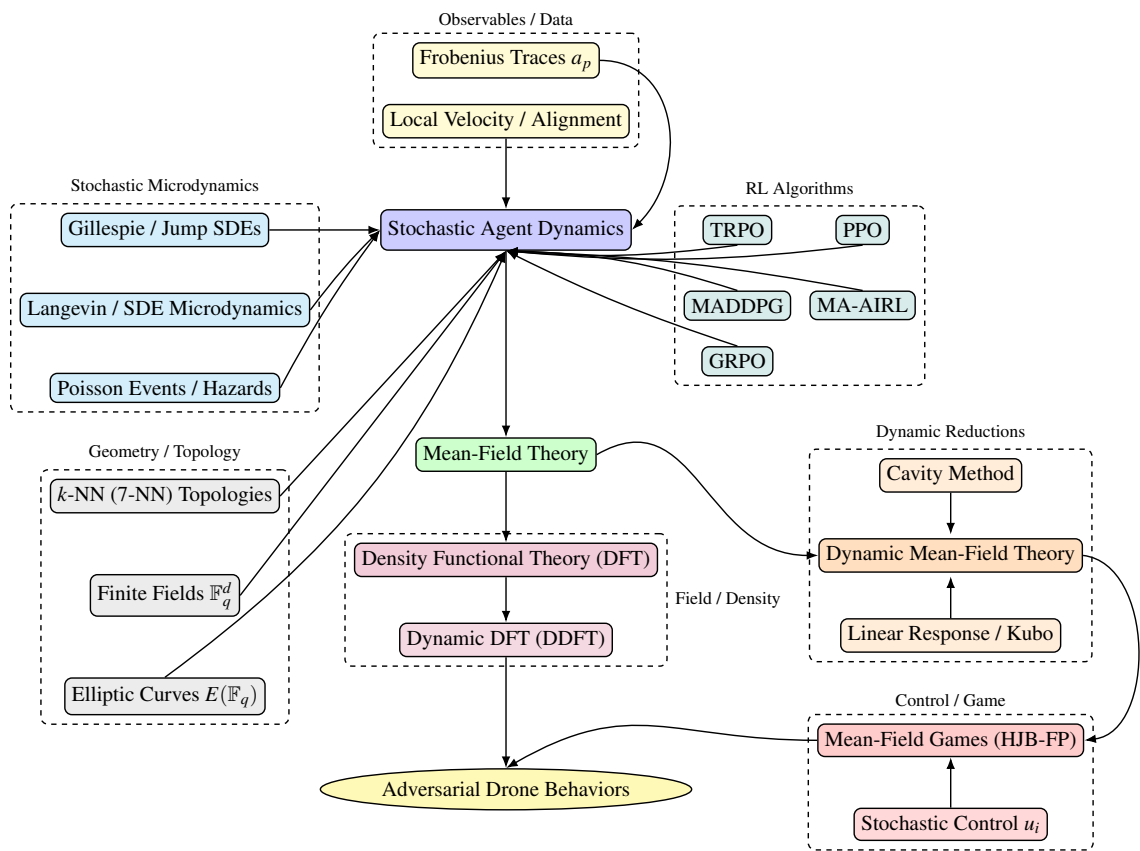 Observables / Data
Frobenius Traces a_p
Local Velocity / Alignment
Stochastic Microdynamics
Gillespie / Jump SDEs
Langevin / SDE Microdynamics
Poisson Events / Hazards
Stochastic Agent Dynamics
RL Algorithms
TRPO
PPO
MADDPG
MA-AIRL
GRPO
Geometry / Topology
k-NN (7-NN) Topologies
Finite Fields 𝔽_q^d
Elliptic Curves E(𝔽_q)
Mean-Field Theory
Density Functional Theory (DFT)
Dynamic DFT (DDFT)
Field / Density
Dynamic Reductions
Cavity Method
Dynamic Mean-Field Theory
Linear Response / Kubo
Control / Game
Mean-Field Games (HJB-FP)
Stochastic Control u_i
Adversarial Drone Behaviors